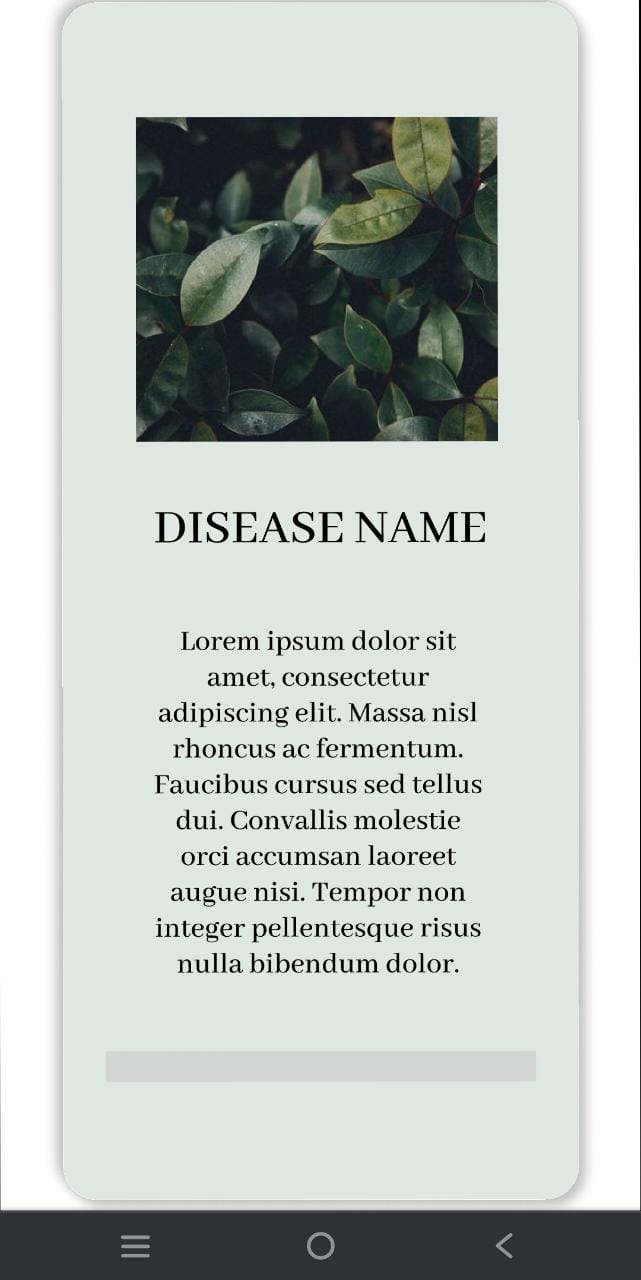 DISEASE NAME
Lorem ipsum dolor sit
amet, consectetur
adipiscing elit. Massa nisl
rhoncus ac fermentum.
Faucibus cursus sed tellus
dui. Convallis molestie
orci accumsan laoreet
augue nisi. Tempor non
integer pellentesque risus
nulla bibendum dolor.